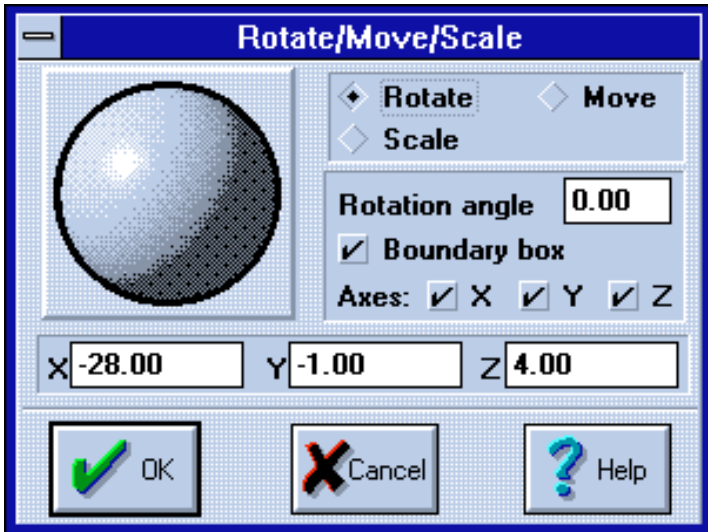 Rotate/Move/Scale
Rotate Move
Scale
Rotation angle 0.00
Boundary box
Axes: X Y Z
X -28.00 Y -1.00 Z 4.00
OK Cancel Help